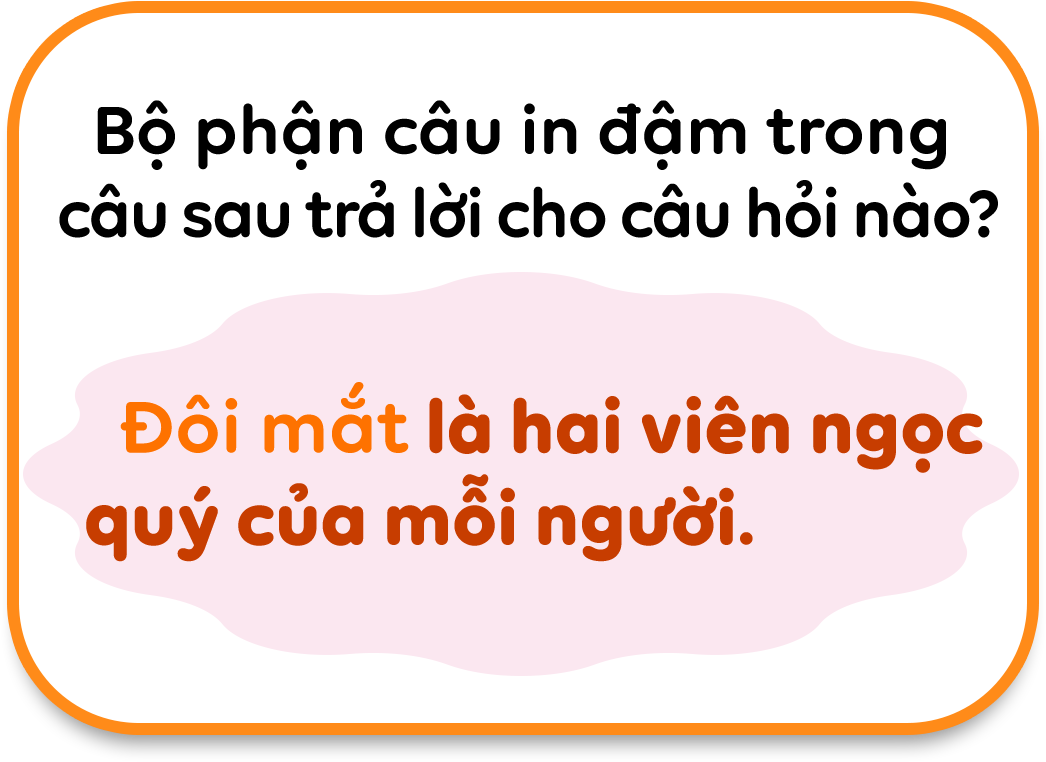 Bộ phận câu in đậm trong
câu sau trả lời cho câu hỏi nào?
Đôi mắt là hai viên ngọc
quý của mỗi người.